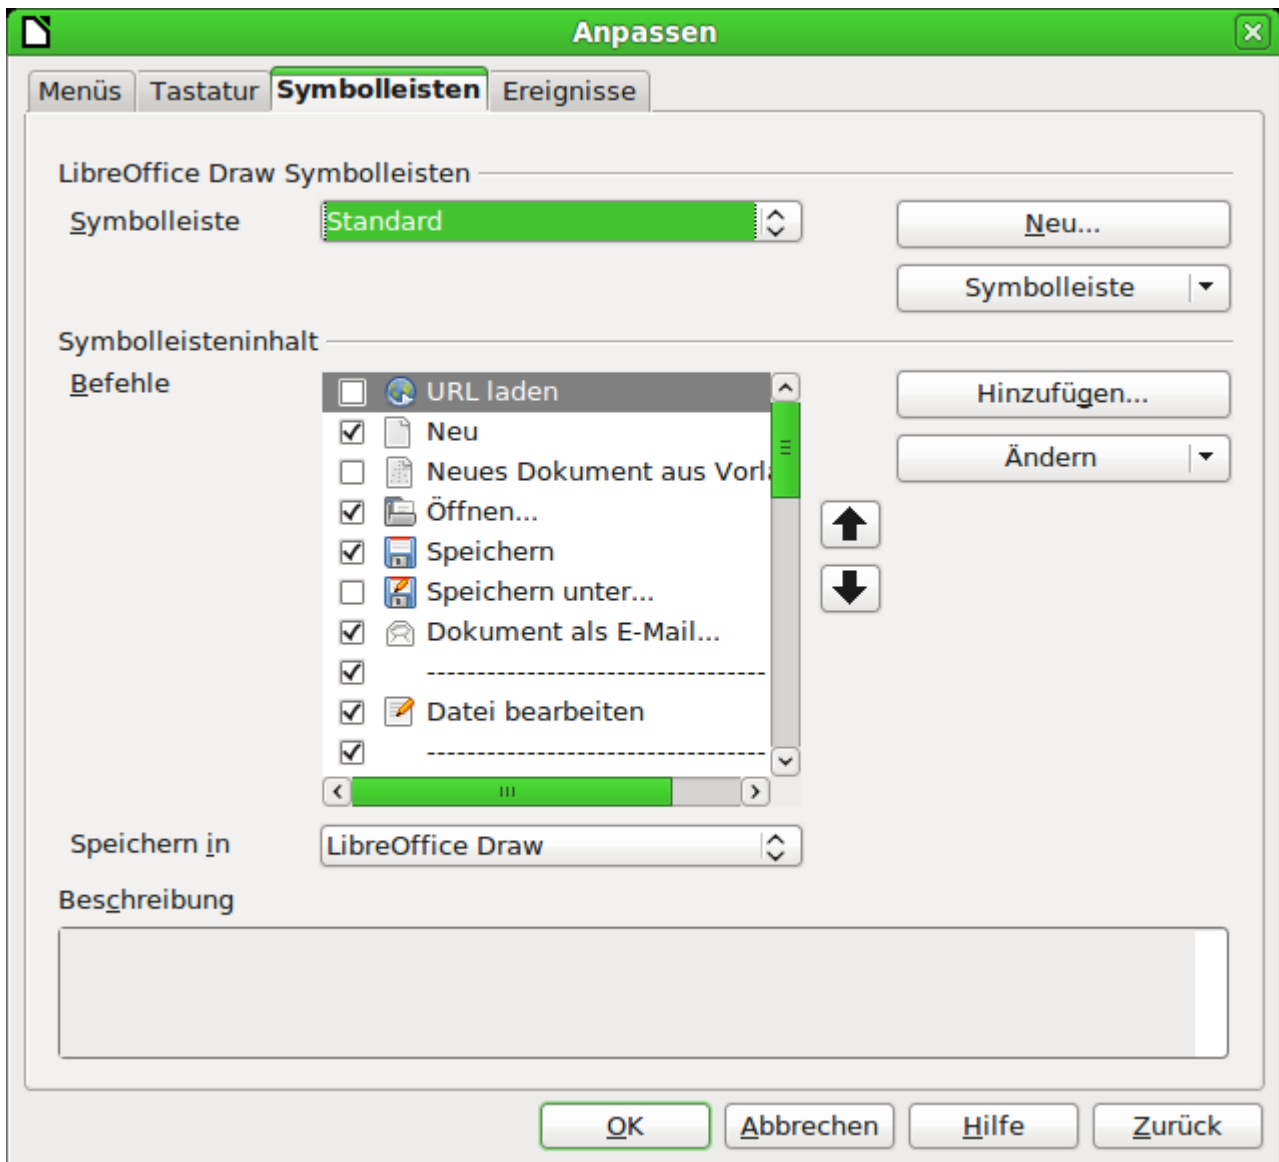 Anpassen
Menüs Tastatur Symbolleisten Ereignisse
LibreOffice Draw Symbolleisten
Symbolleiste Standard Neu...
Symbolleiste
Symbolleisteninhalt
Befehle URL laden Hinzufügen...
Neu
Neues Dokument aus
Ändern
Öffnen...
Speichern
Speichern unter...
Dokument als E-Mail...
----------------------------------
Datei bearbeiten
----------------------------------
Speichern in LibreOffice Draw
Beschreibung
OK Abbrechen Hilfe Zurück